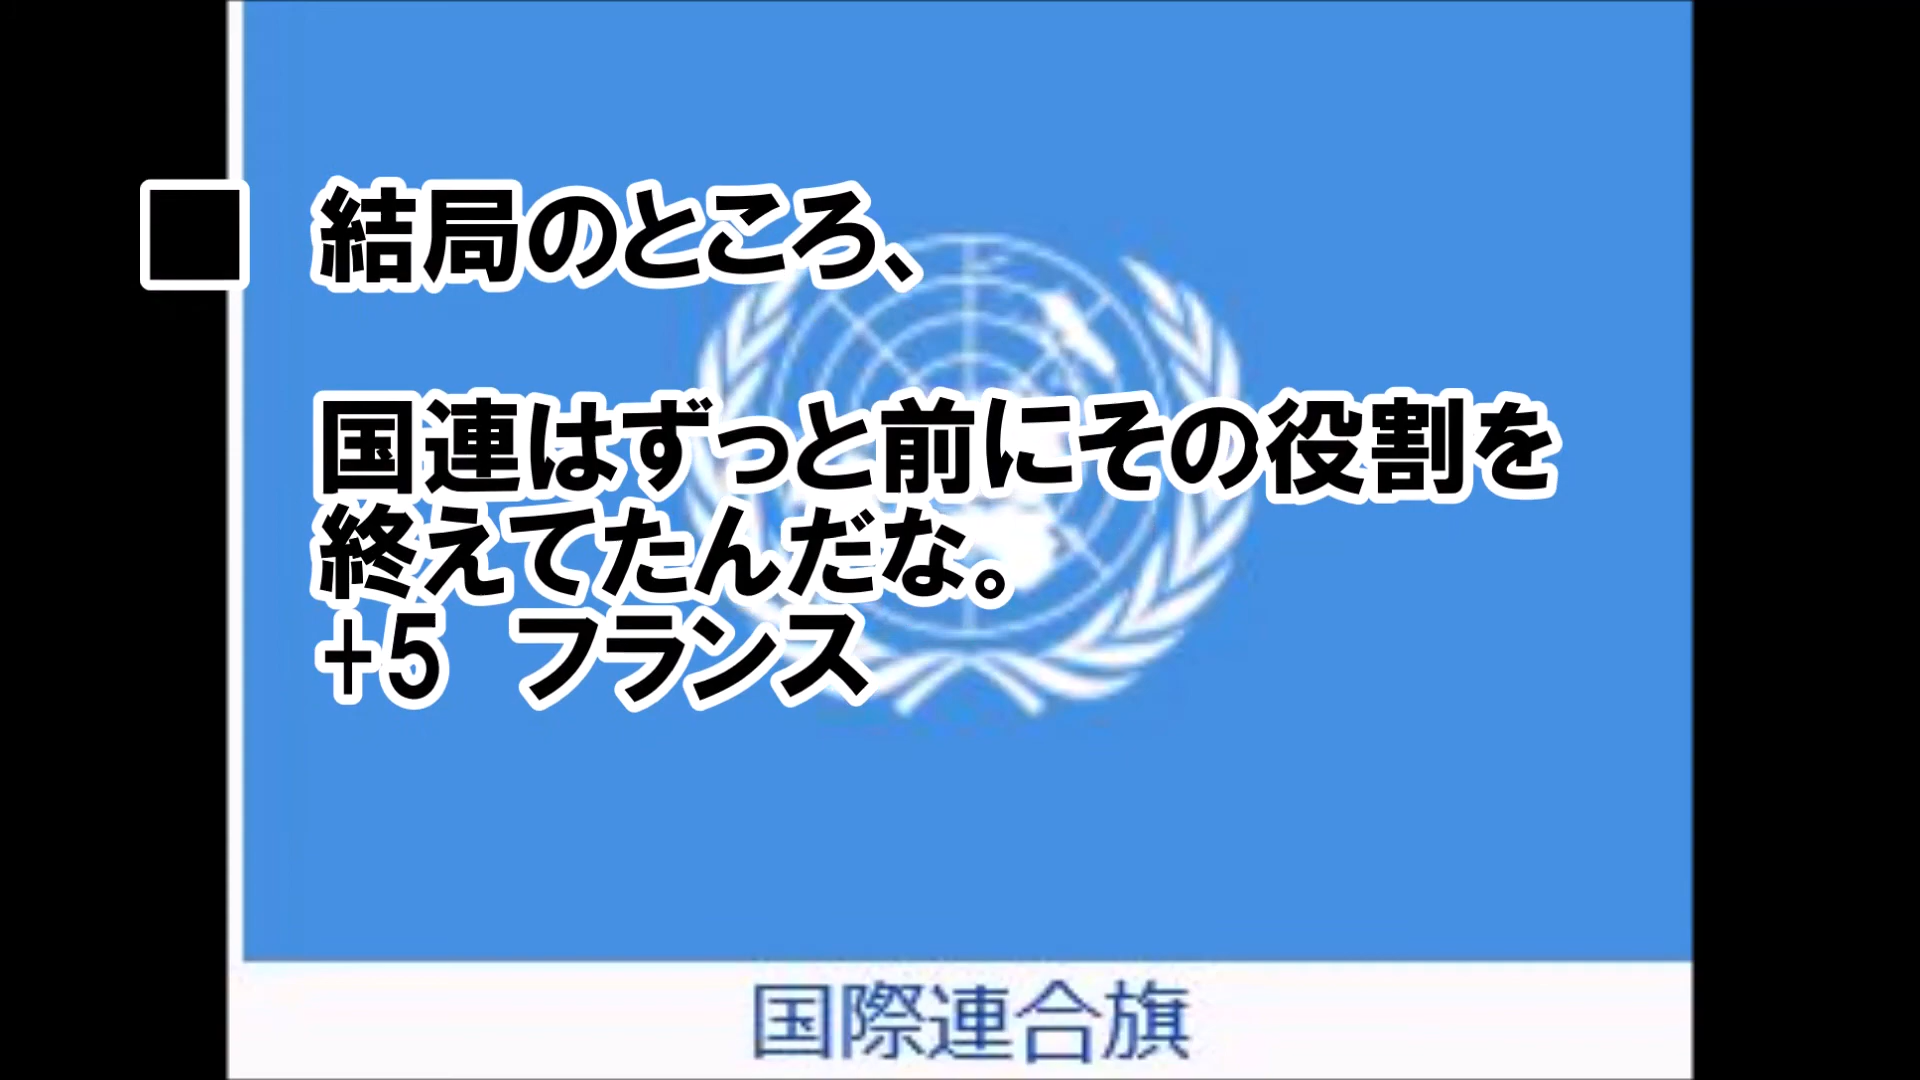 ■ 結局のところ、
国連はずっと前にその役割を
終えてたんだな。
+5 フランス
国際連合旗